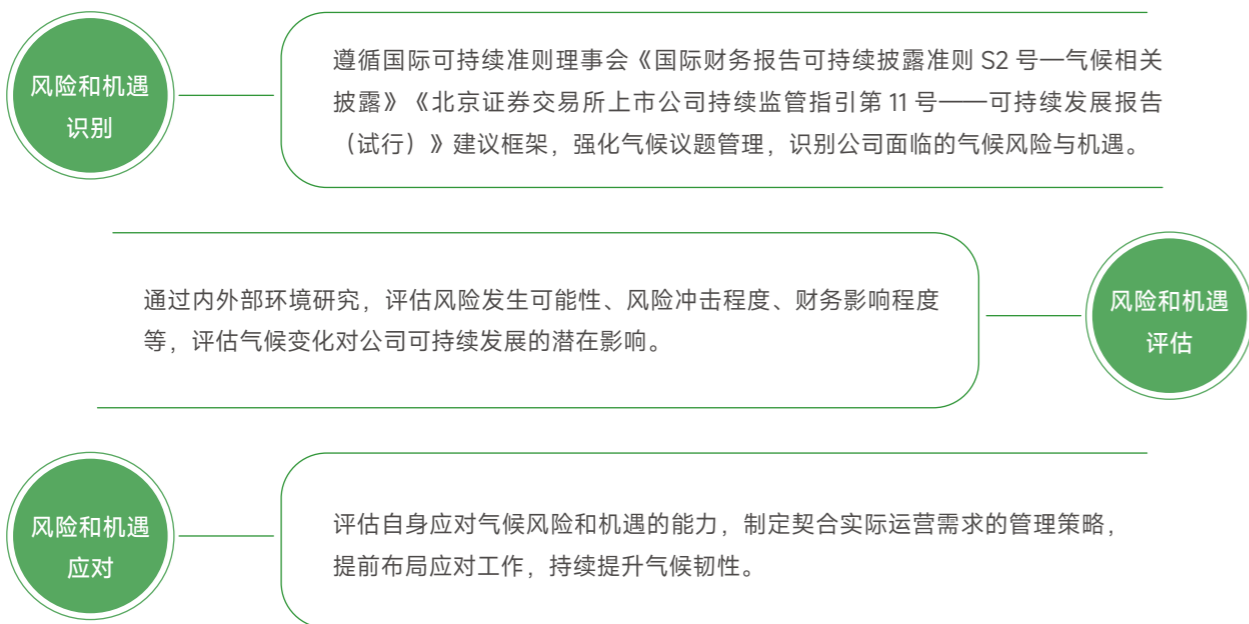 风险和机遇
识别
遵循国际可持续准则理事会《国际财务报告可持续披露准则 S2 号—气候相关
披露》《北京证券交易所上市公司持续监管指引第 11 号——可持续发展报告
（试行）》建议框架，强化气候议题管理，识别公司面临的气候风险与机遇。
通过内外部环境研究，评估风险发生可能性、风险冲击程度、财务影响程度
等，评估气候变化对公司可持续发展的潜在影响。
风险和机遇
评估
风险和机遇
应对
评估自身应对气候风险和机遇的能力，制定契合实际运营需求的管理策略，
提前布局应对工作，持续提升气候韧性。